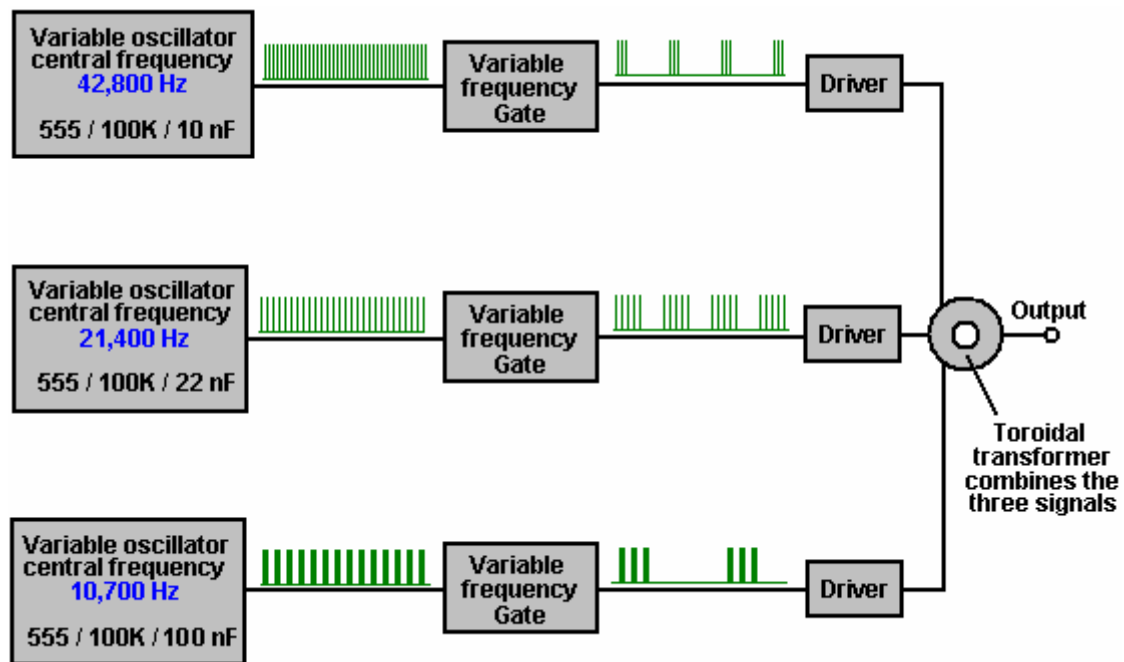 Variable oscillator
central frequency
42,800 Hz
555 / 100K / 10 nF
Variable
frequency
Gate
Driver
Variable oscillator
central frequency
21,400 Hz
555 / 100K / 22 nF
Variable
frequency
Gate
Driver
Output
Toroidal
transformer
combines the
three signals
Variable oscillator
central frequency
10,700 Hz
555 / 100K / 100 nF
Variable
frequency
Gate
Driver